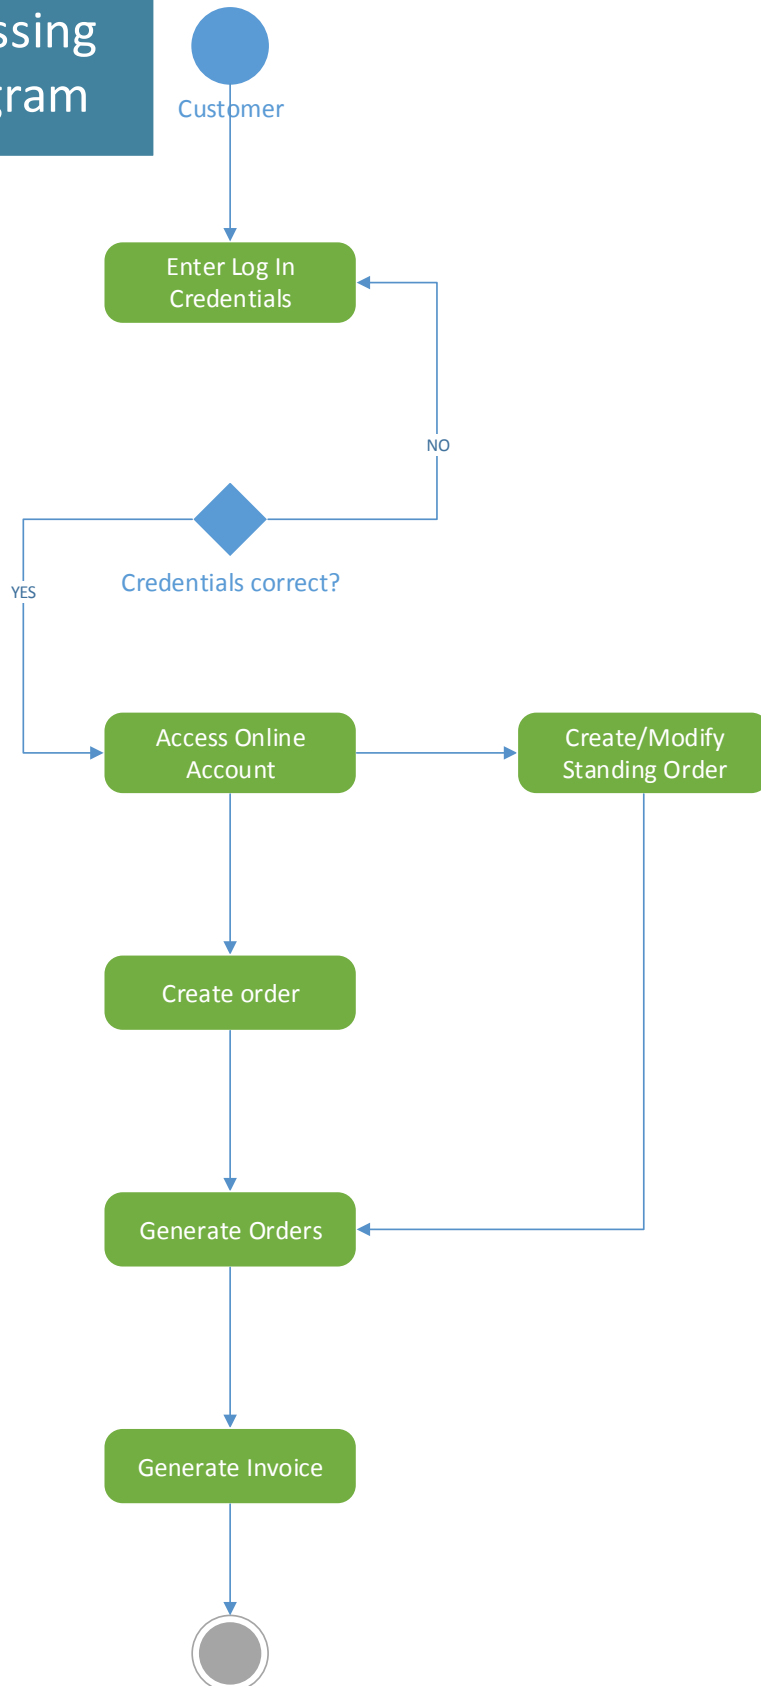 ssing
gram
Customer
Enter Log In
Credentials
NO
Credentials correct?
YES
Access Online
Account
Create/Modify
Standing Order
Create order
Generate Orders
Generate Invoice